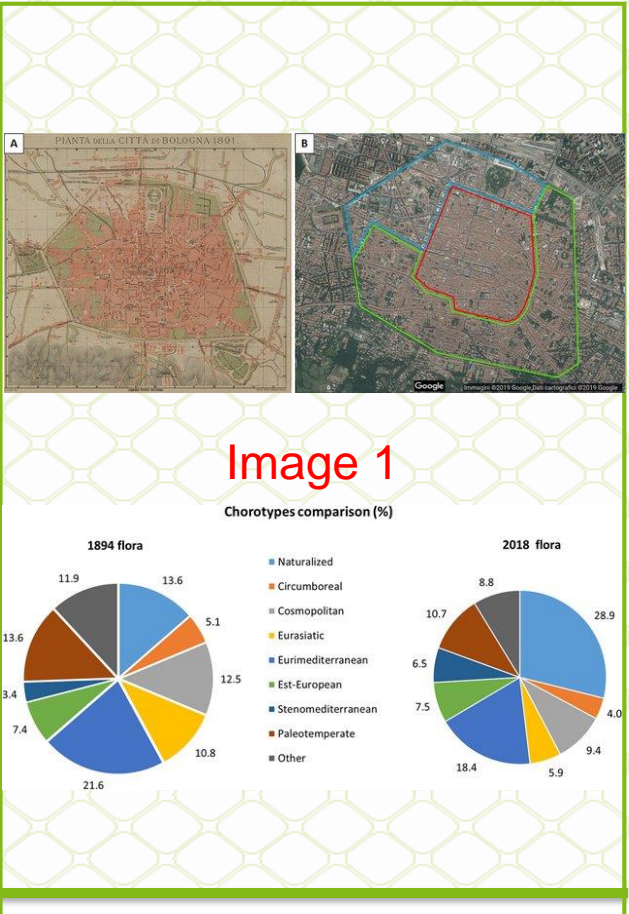 A
PIANTA DELLA CITTÀ DI BOLOGNA 1891.
B
Google
Immagini ©2019 Google,Dati cartografici ©2019 Google
Image 1
Chorotypes comparison (%)
1894 flora
11.9
13.6
5.1
12.5
10.8
21.6
7.4
3.4
13.6
Naturalized
Circumboreal
Cosmopolitan
Eurasiatic
Eurimediterranean
Est-European
Stenomediterranean
Paleotemperate
Other
2018 flora
8.8
28.9
4.0
9.4
5.9
18.4
7.5
6.5
10.7